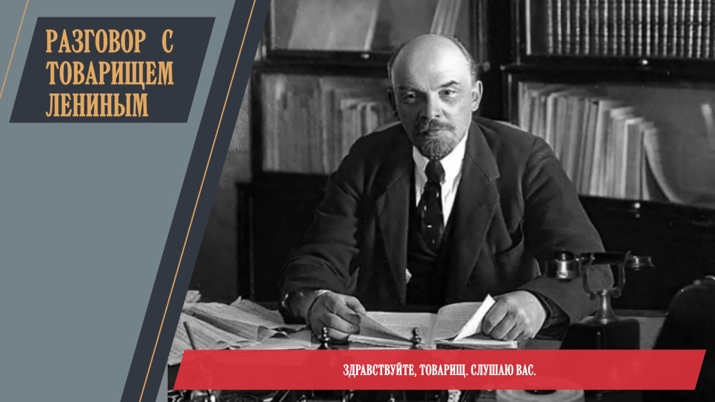 РАЗГОВОР С
ТОВАРИЩЕМ
ЛЕНИНЫМ
ЗДРАВСТВУЙТЕ, ТОВАРИЩ. СЛУШАЮ ВАС.